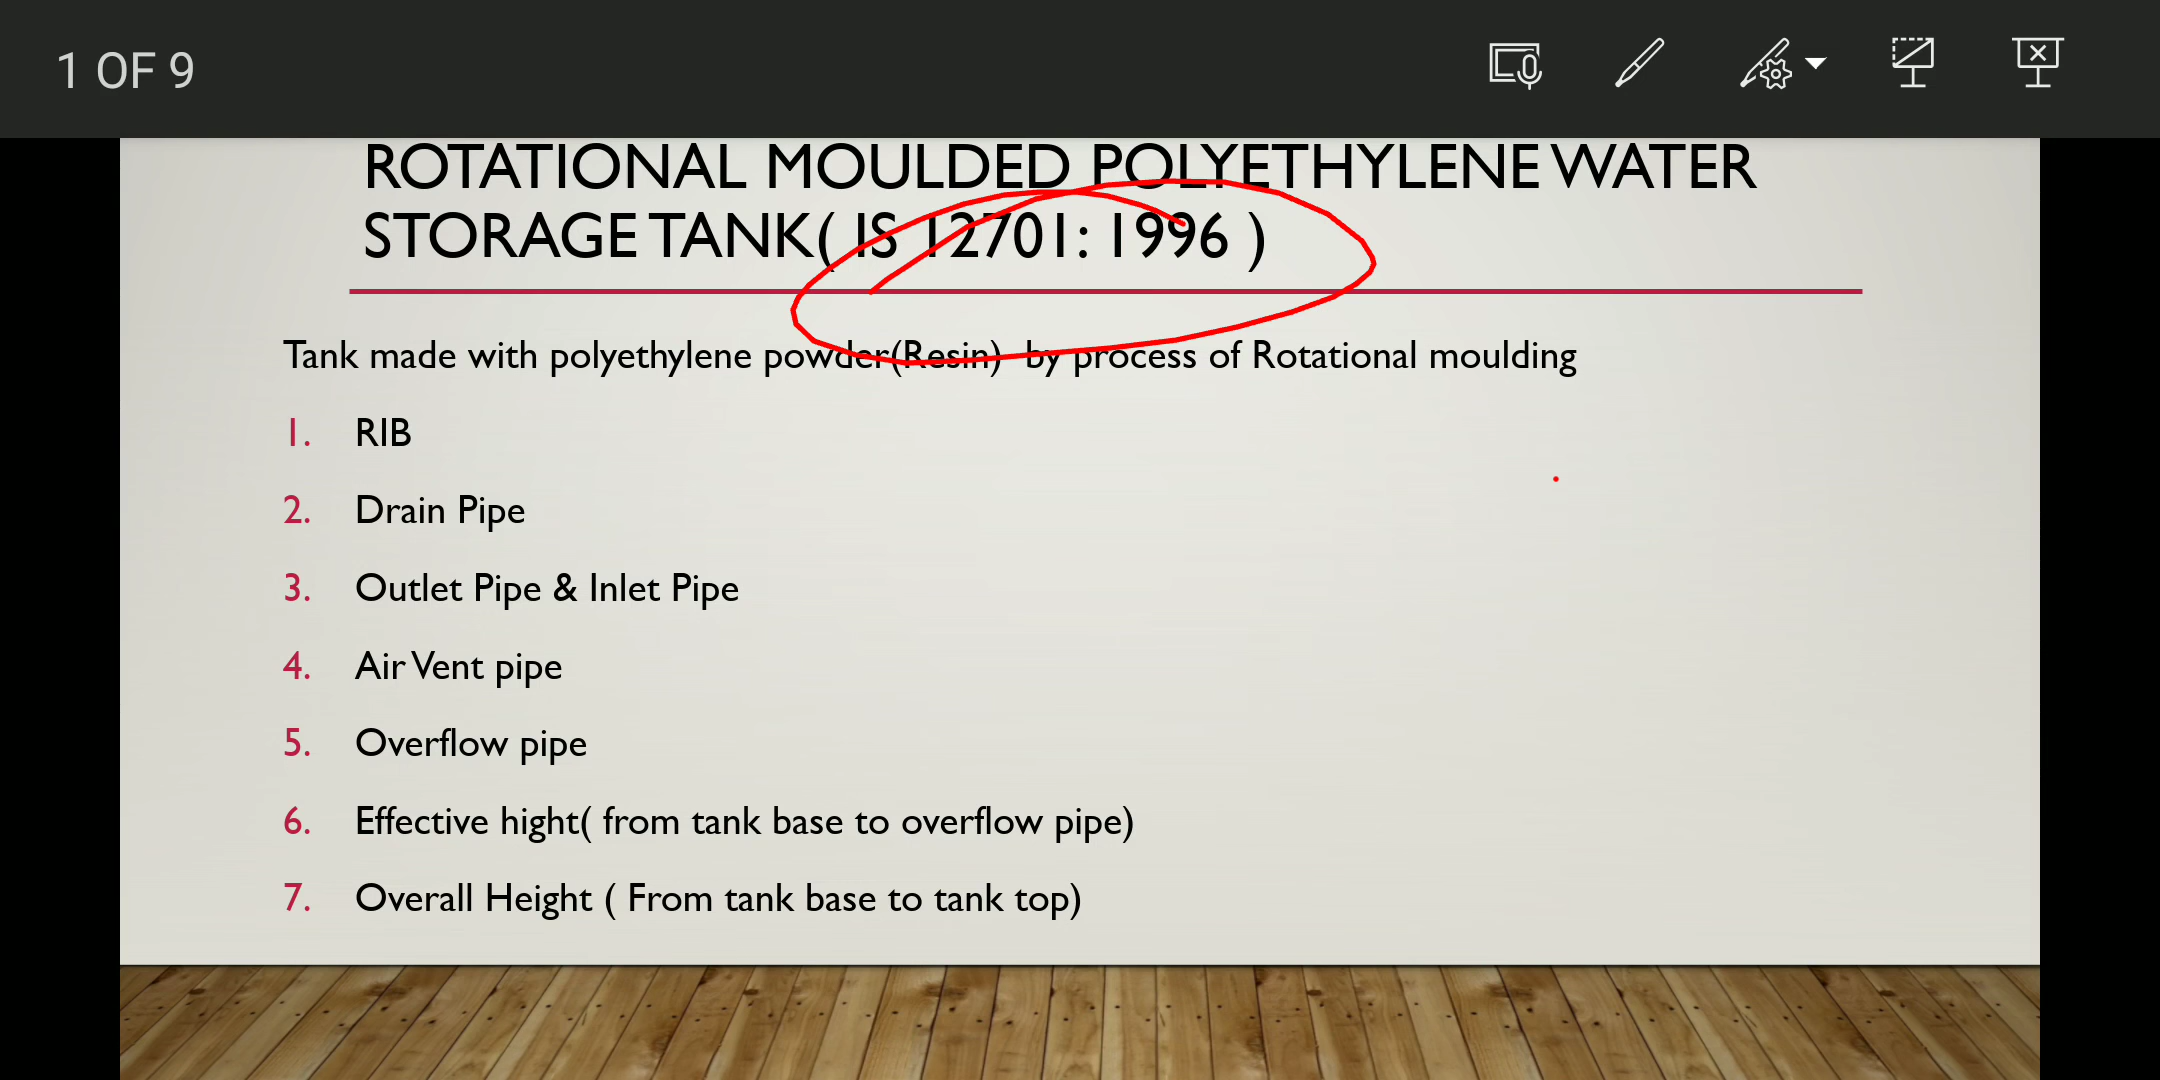 1 OF 9
ROTATIONAL MOULDED POLYETHYLENE WATER
STORAGE TANK( IS 12701: 1996 )
Tank made with polyethylene powder(Resin) by process of Rotational moulding
1. RIB
2. Drain Pipe
3. Outlet Pipe & Inlet Pipe
4. Air Vent pipe
5. Overflow pipe
6. Effective hight( from tank base to overflow pipe)
7. Overall Height ( From tank base to tank top)